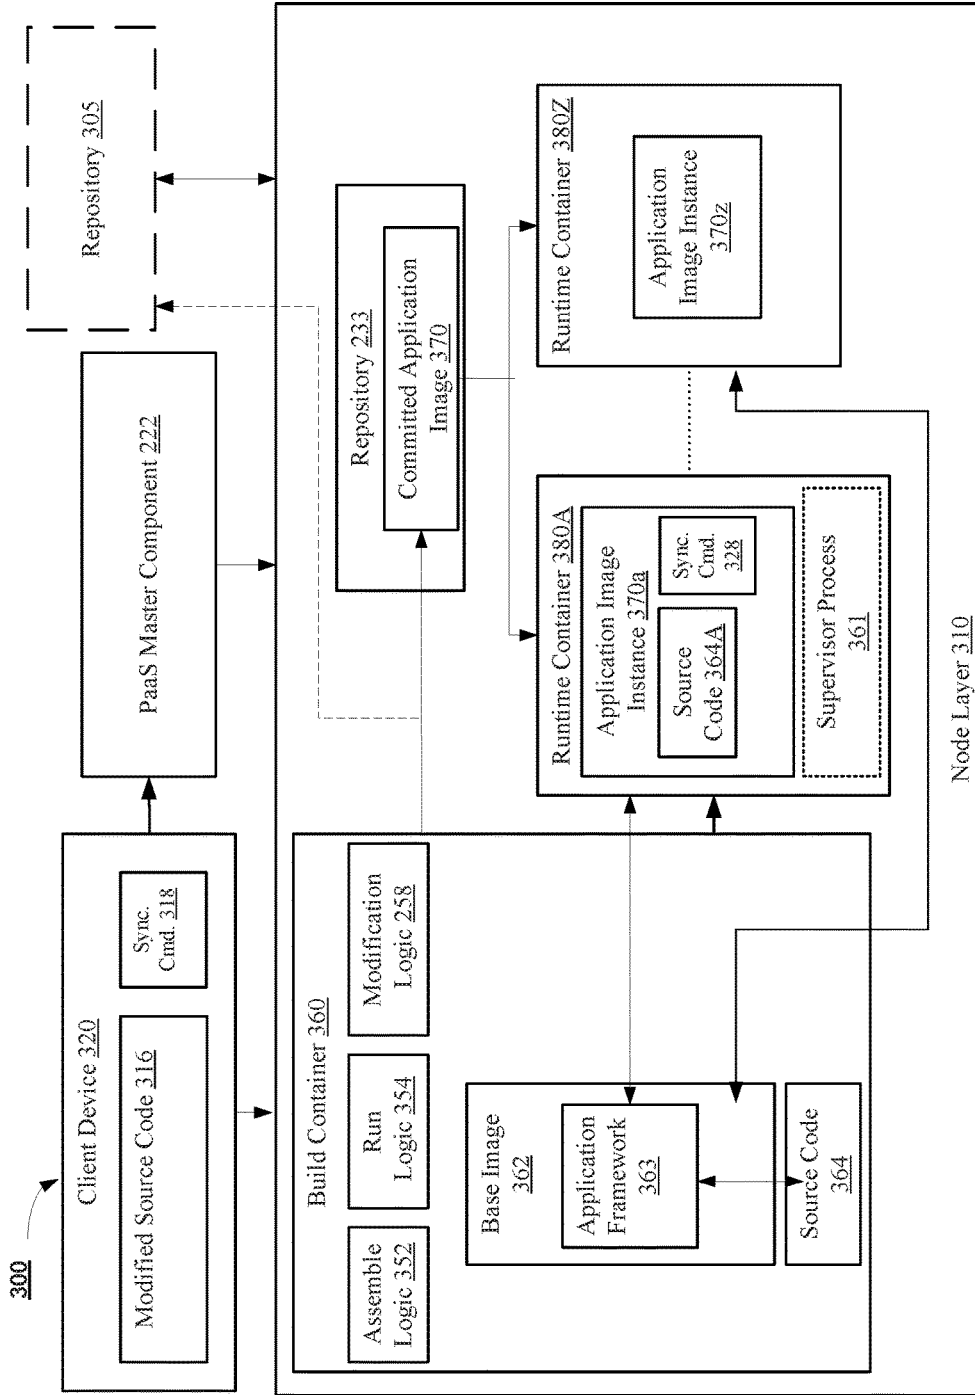 300
Client Device 320
Modified Source Code 316
Sync.
Cmd. 318
PaaS Master Component 222
Repository 305
Build Container 360
Assemble
Logic 352
Run
Logic 354
Modification
Logic 258
Base Image
362
Application
Framework
363
Source Code
364
Repository 233
Committed Application
Image 370
Runtime Container 380A
Application Image
Instance 370a
Source
Code 364A
Sync.
Cmd.
328
Supervisor Process
361
Runtime Container 380Z
Application
Image Instance
370z
Node Layer 310